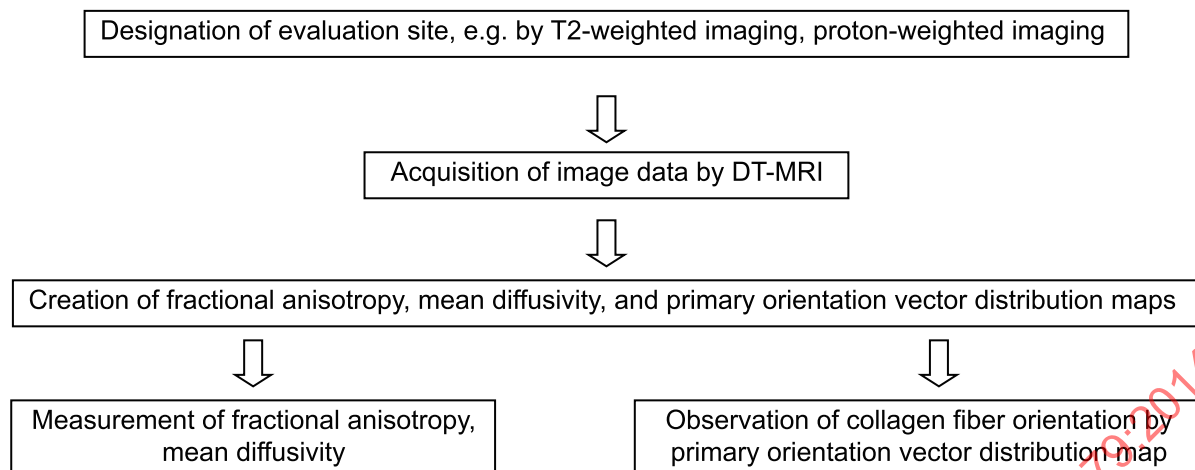 Designation of evaluation site, e.g. by T2-weighted imaging, proton-weighted imaging
Acquisition of image data by DT-MRI
Creation of fractional anisotropy, mean diffusivity, and primary orientation vector distribution maps
Measurement of fractional anisotropy,
mean diffusivity
Observation of collagen fiber orientation by
primary orientation vector distribution map
79:2014